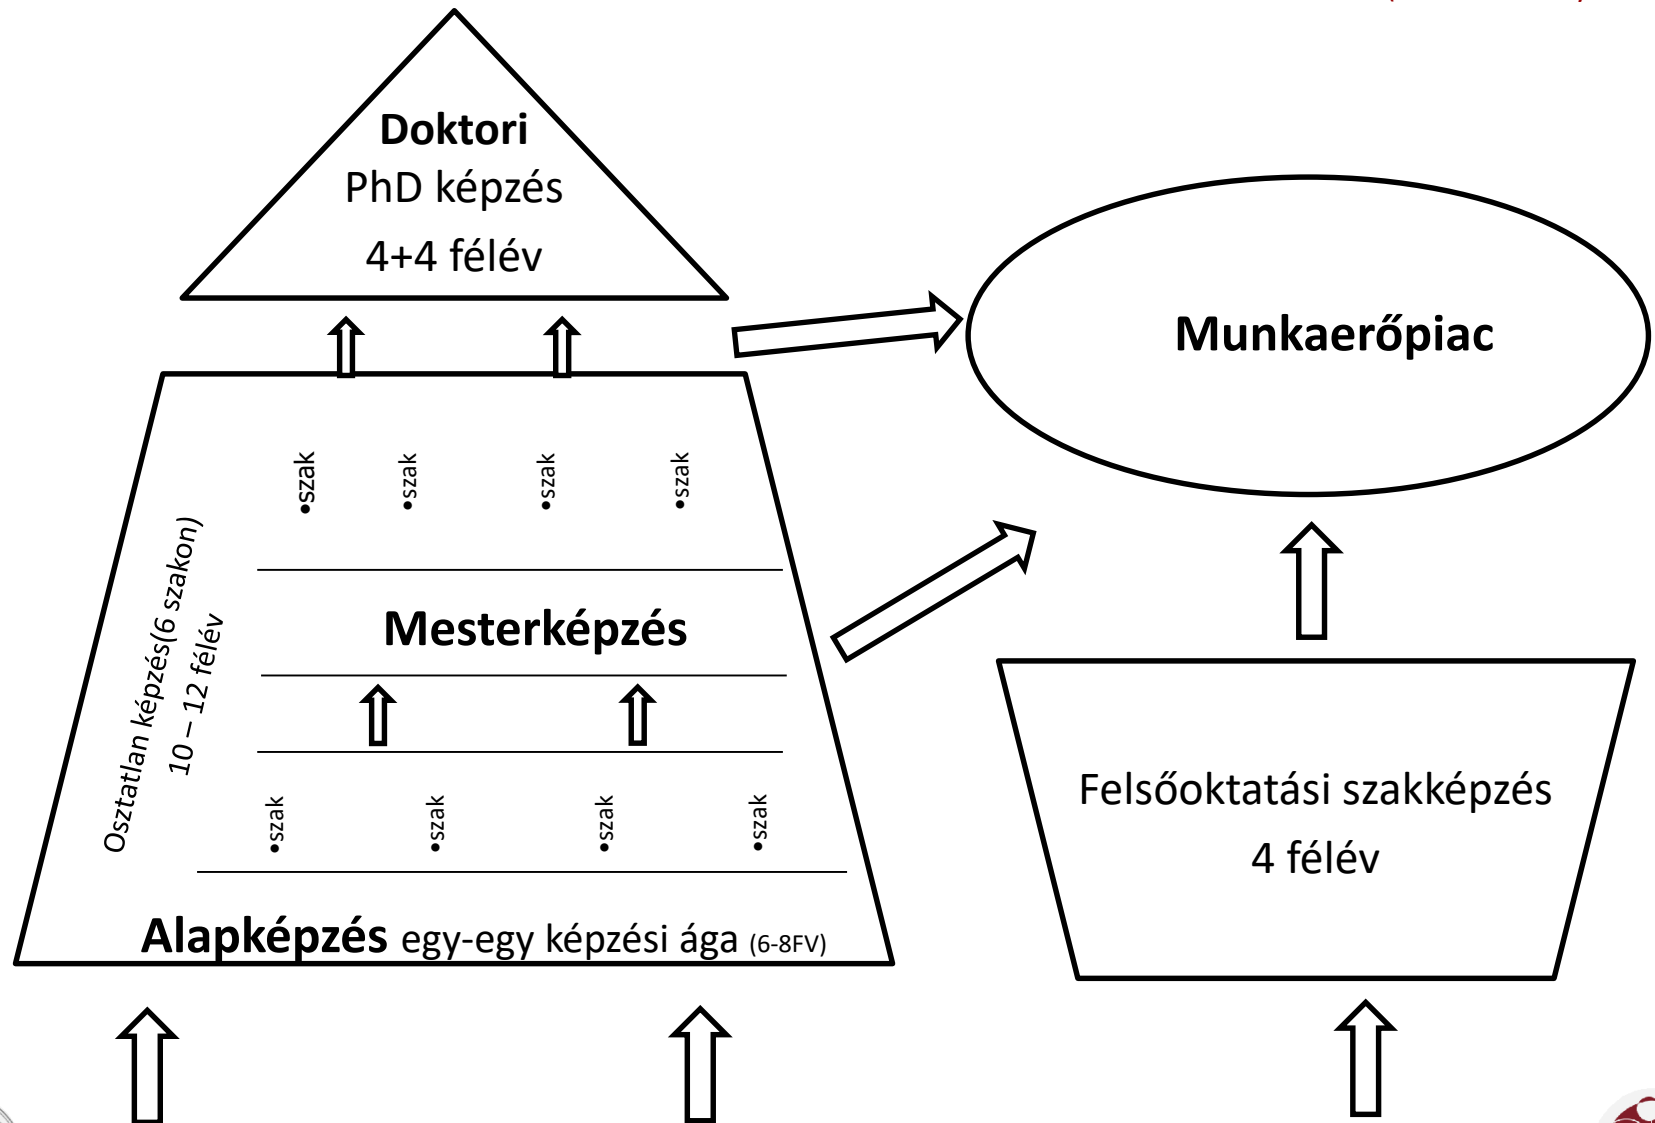 Doktori
PhD képzés
4+4 félév
Munkaerőpiac
•szak
•szak
•szak
•szak
Osztatlan képzés(6 szakon)
10 – 12 félév
Mesterképzés
•szak
•szak
•szak
•szak
Alapképzés egy-egy képzési ága (6-8FV)
Felsőoktatási szakképzés
4 félév